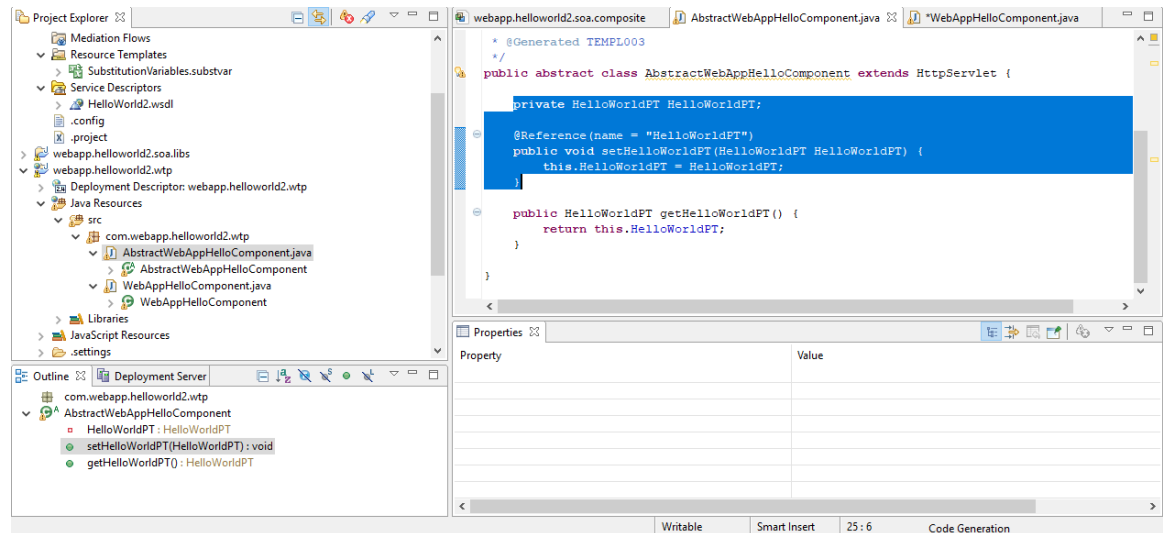 Project Explorer
Mediation Flows
Resource Templates
SubstitutionVariables.substvar
Service Descriptors
HelloWorld2.wsdl
.config
.project
webapp.helloworld2.soa.libs
webapp.helloworld2.wtp
Deployment Descriptor: webapp.helloworld2.wtp
Java Resources
src
com.webapp.helloworld2.wtp
AbstractWebAppHelloComponent.java
AbstractWebAppHelloComponent
WebAppHelloComponent.java
WebAppHelloComponent
Libraries
JavaScript Resources
.settings
Outline Deployment Server
com.webapp.helloworld2.wtp
AbstractWebAppHelloComponent
HelloWorldPT : HelloWorldPT
setHelloWorldPT(HelloWorldPT) : void
getHelloWorldPT() : HelloWorldPT
webapp.helloworld2.soa.composite AbstractWebAppHelloComponent.java *WebAppHelloComponent.java
* @Generated TEMPL003
*/
public abstract class AbstractWebAppHelloComponent extends HttpServlet {
private HelloWorldPT HelloWorldPT;
@Reference(name = "HelloWorldPT")
public void setHelloWorldPT(HelloWorldPT HelloWorldPT) {
this.HelloWorldPT = HelloWorldPT;
}
public HelloWorldPT getHelloWorldPT() {
return this.HelloWorldPT;
}
}
Properties
Property Value
Writable Smart Insert 25 : 6 Code Generation